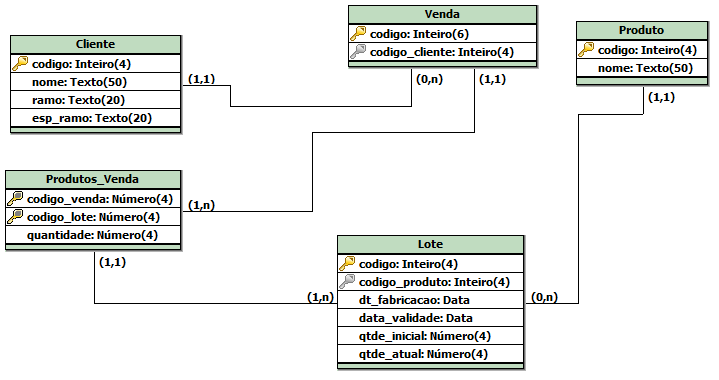 Cliente
codigo: Inteiro(4)
nome: Texto(50)
ramo: Texto(20)
esp_ramo: Texto(20)
(1,1)
Venda
codigo: Inteiro(6)
codigo_cliente: Inteiro(4)
(0,n)
(1,1)
Produto
codigo: Inteiro(4)
nome: Texto(50)
(1,1)
Produtos_Venda
codigo_venda: Número(4)
codigo_lote: Número(4)
quantidade: Número(4)
(1,n)
(1,1)
Lote
codigo: Inteiro(4)
codigo_produto: Inteiro(4)
dt_fabricacao: Data
data_validade: Data
qtde_inicial: Número(4)
qtde_atual: Número(4)
(1,n)
(0,n)